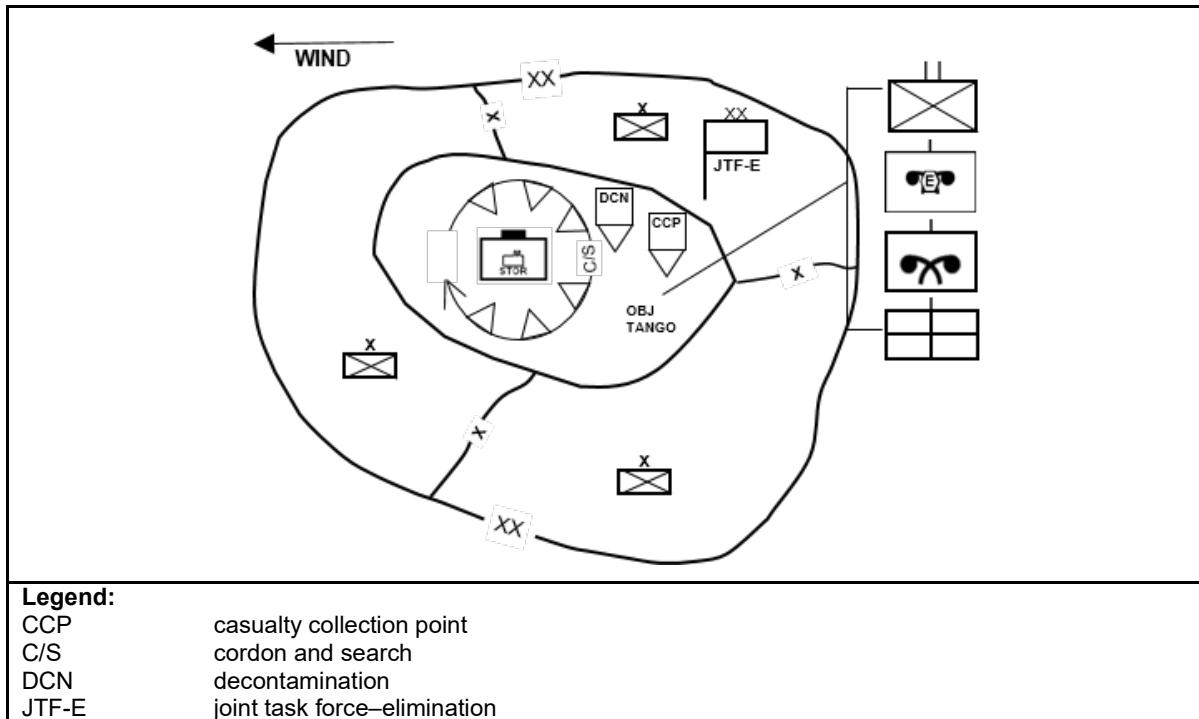 WIND
XX
X
X
XX
JTF-E
DCN
CCP
C/S
STOR
E
X
OBJ
TANGO
X
X
X
XX
Legend:
CCP casualty collection point
C/S cordon and search
DCN decontamination
JTF-E joint task force–elimination